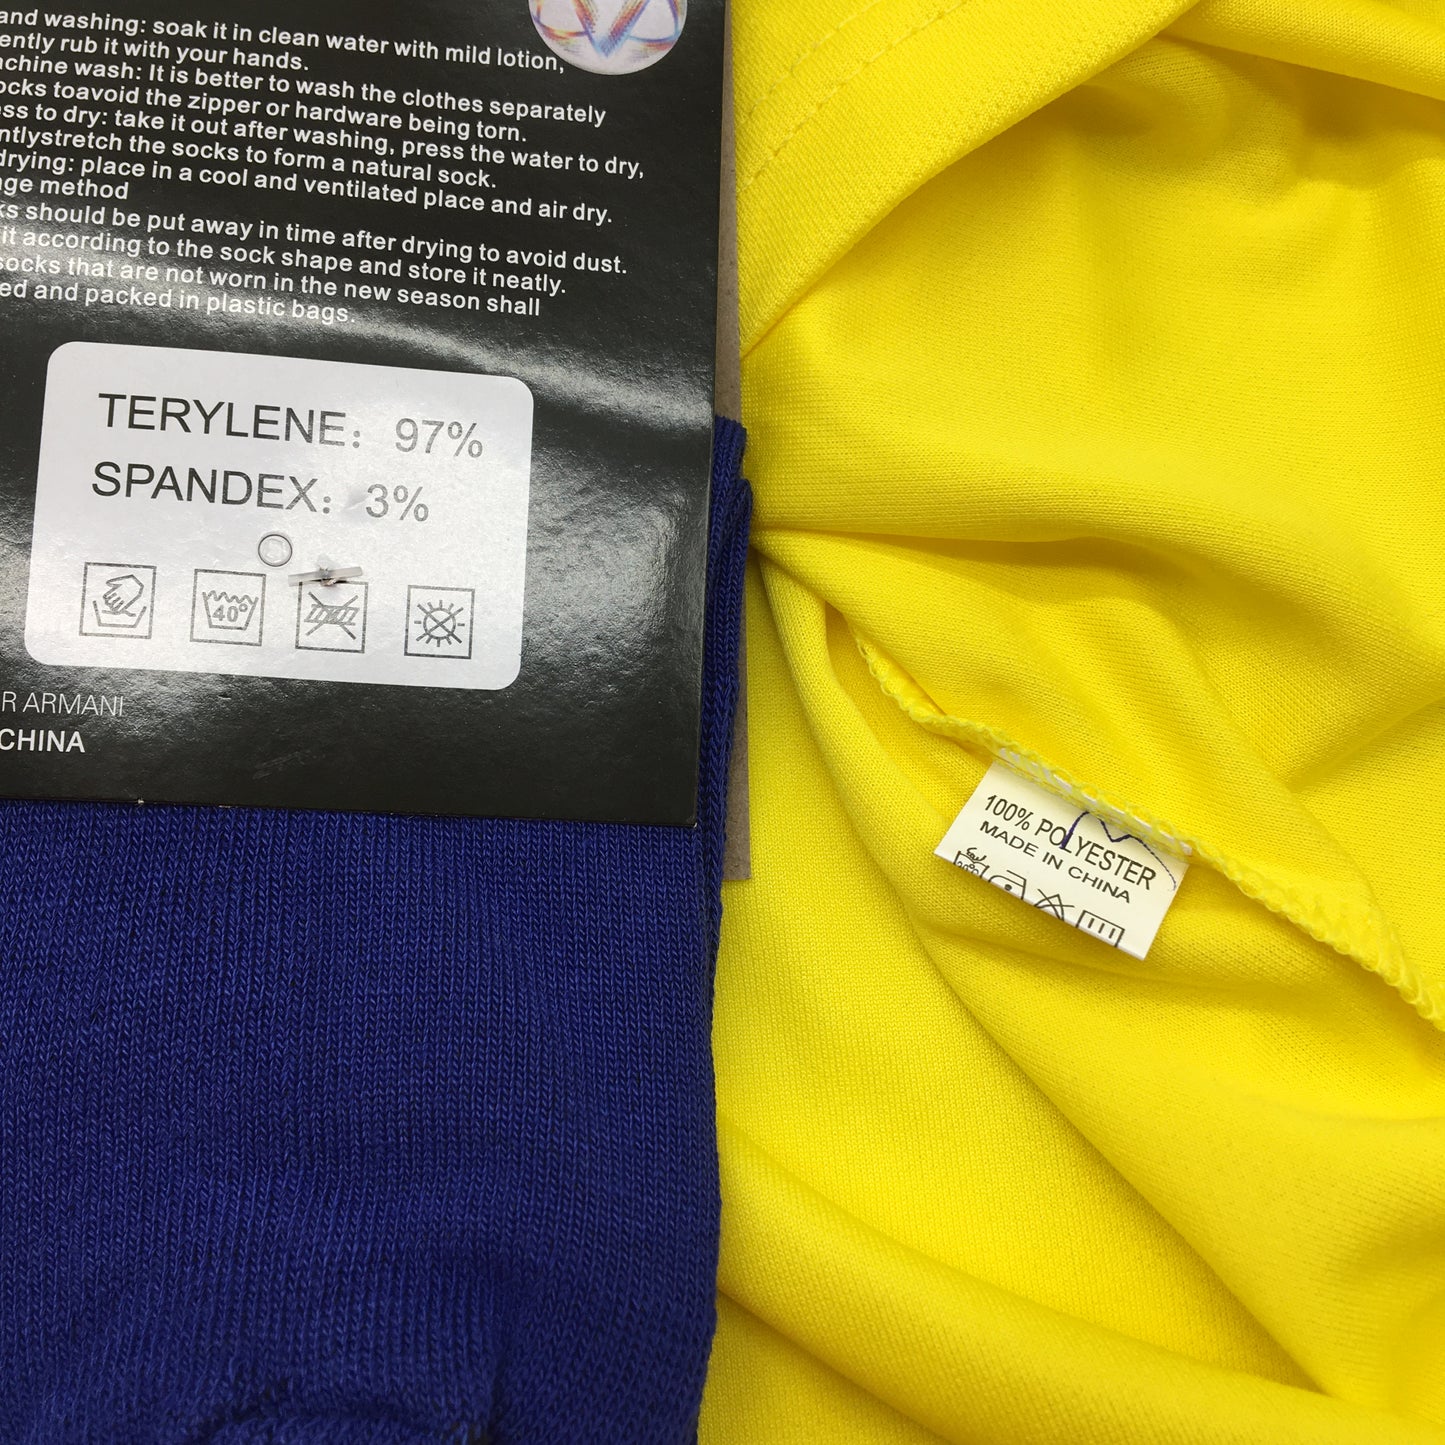 and washing: soak it in clean water with mild lotion,
ently rub it with your hands.
achine wash: It is better to wash the clothes separately
ocks toavoid the zipper or hardware being torn.
ess to dry: take it out after washing, press the water to dry,
ntlystretch the socks to form a natural sock.
drying: place in a cool and ventilated place and air dry.
age method
ks should be put away in time after drying to avoid dust.
it according to the sock shape and store it neatly.
socks that are not worn in the new season shall
ed and packed in plastic bags.
TERYLENE: 97%
SPANDEX: 3%
40°
R ARMANI
CHINA
100% POLYESTER
MADE IN CHINA